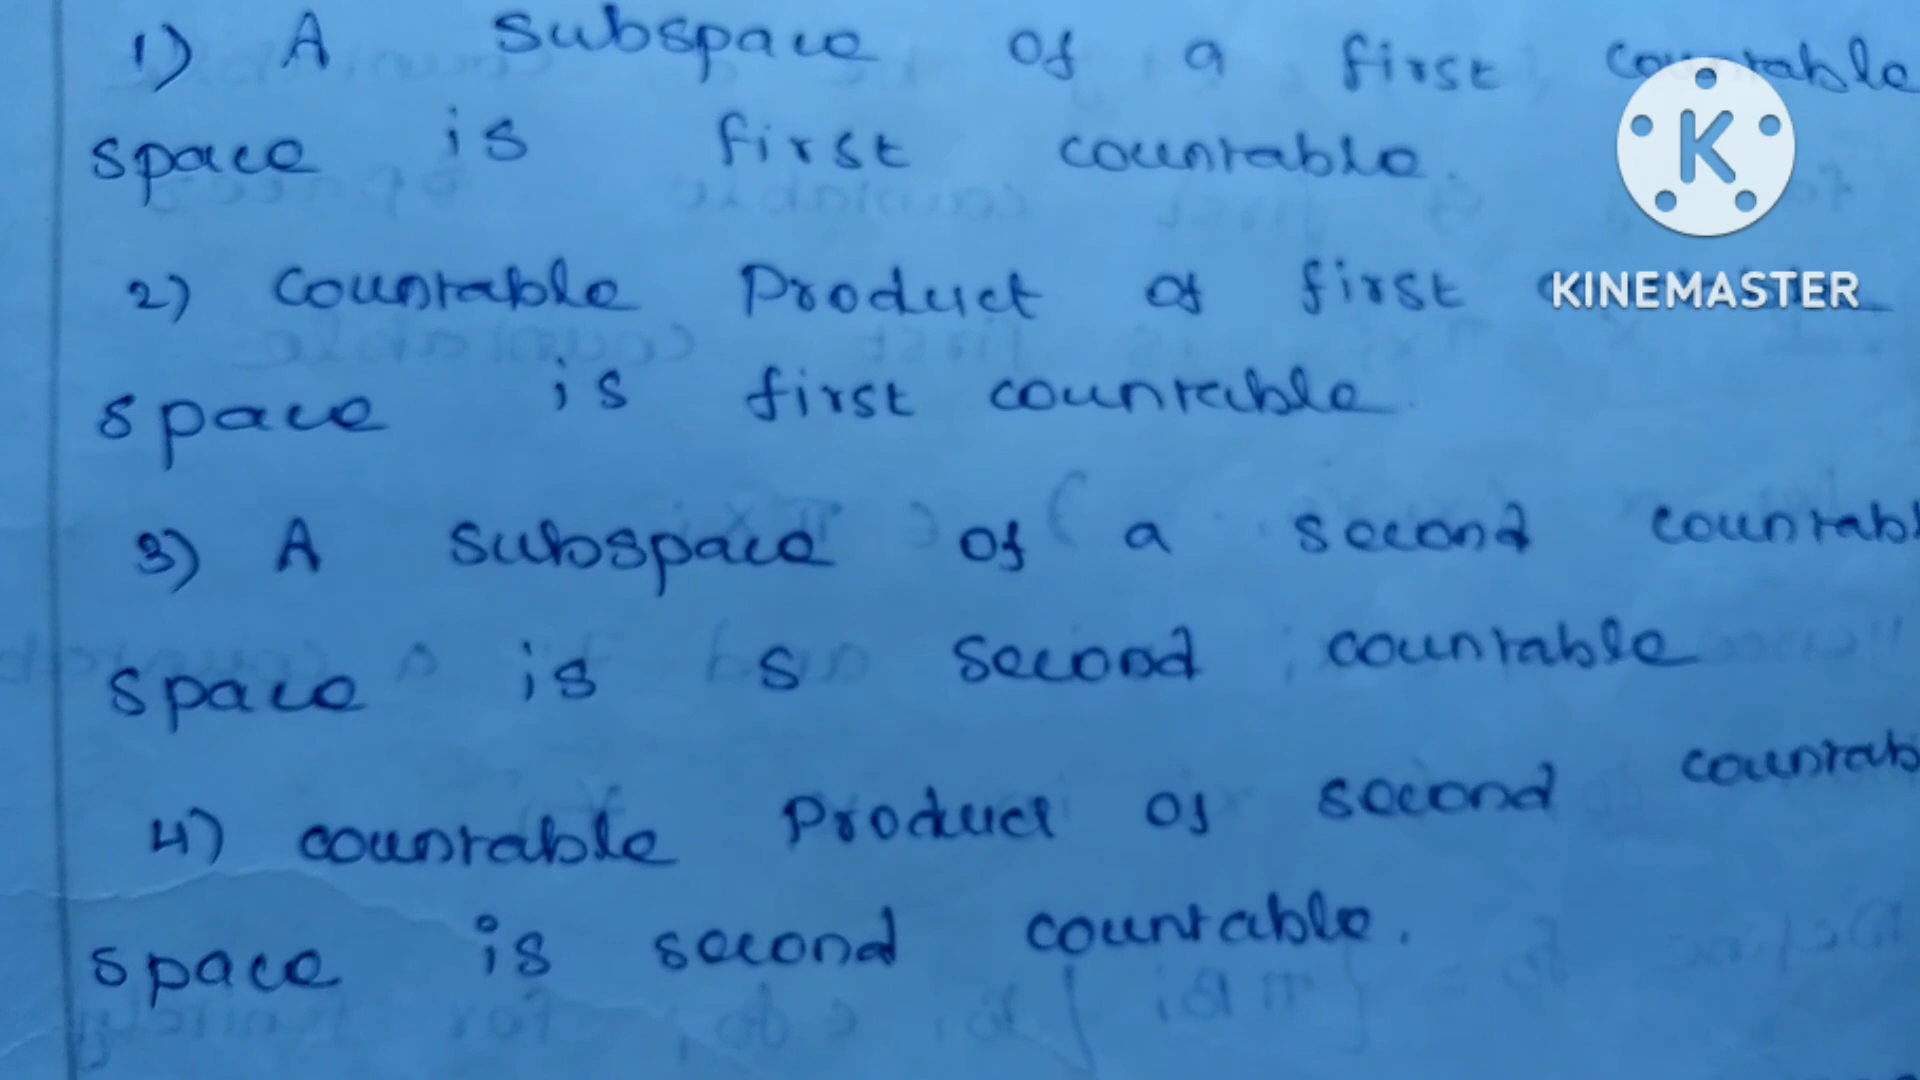 1) A subspace of a first countable
space is first countable.
2) Countable Product of first
space is first countable.
3) A subspace of a second countabl
space is s second countable
4) countable Product of second countab
space is second countable.
KINEMASTER